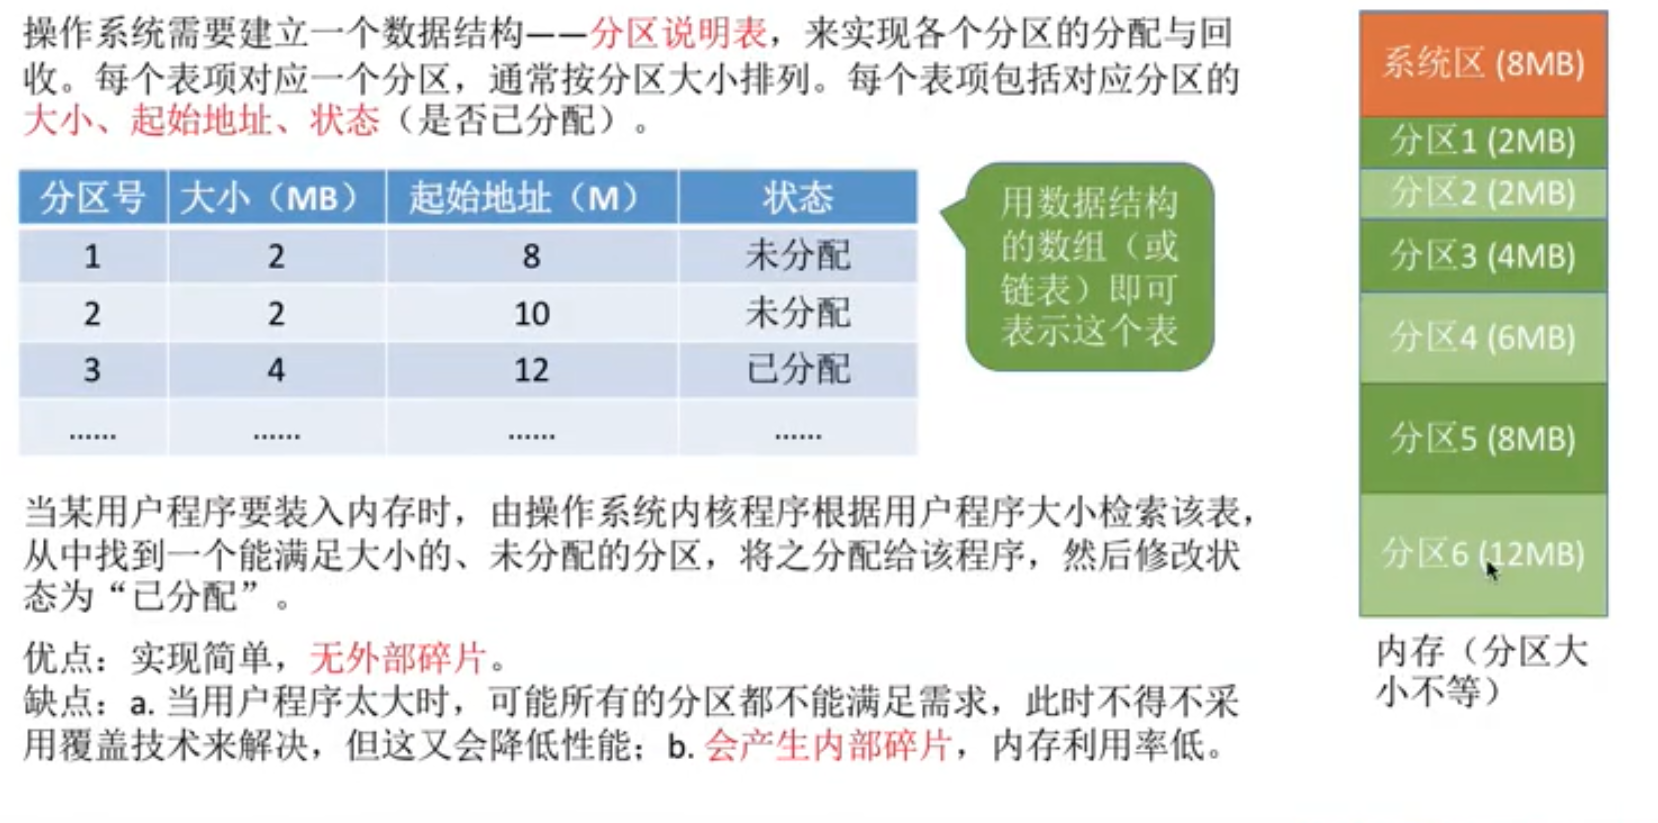 操作系统需要建立一个数据结构——分区说明表，来实现各个分区的分配与回
收。每个表项对应一个分区，通常按分区大小排列。每个表项包括对应分区的
大小、起始地址、状态（是否已分配）。
分区号 大小（MB） 起始地址（M） 状态
1 2 8 未分配
2 2 10 未分配
3 4 12 已分配
...... ...... ...... ......
用数据结构
的数组（或
链表）即可
表示这个表
当某用户程序要装入内存时，由操作系统内核程序根据用户程序大小检索该表，
从中找到一个能满足大小的、未分配的分区，将之分配给该程序，然后修改状
态为“已分配”。
优点：实现简单，无外部碎片。
缺点：a. 当用户程序太大时，可能所有的分区都不能满足需求，此时不得不采
用覆盖技术来解决，但这又会降低性能；b. 会产生内部碎片，内存利用率低。
系统区 (8MB)
分区1 (2MB)
分区2 (2MB)
分区3 (4MB)
分区4 (6MB)
分区5 (8MB)
分区6 (12MB)
内存（分区大
小不等）